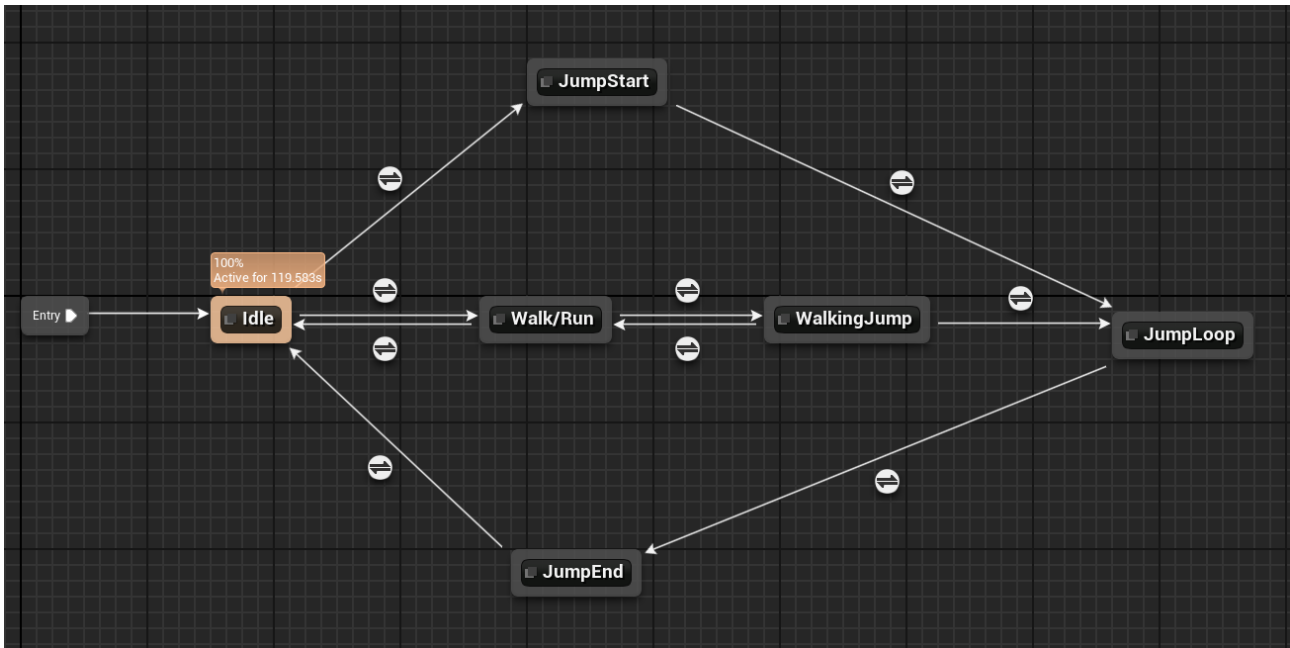 JumpStart
100%
Active for 119.583s
Entry
Idle
Walk/Run
WalkingJump
JumpLoop
JumpEnd